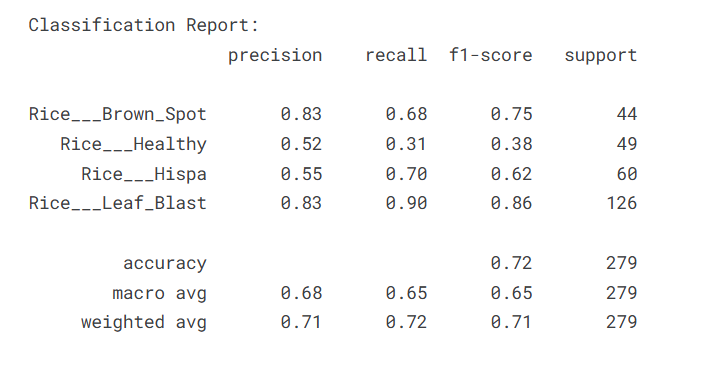 Classification Report:
precision recall f1-score support
Rice___Brown_Spot 0.83 0.68 0.75 44
Rice___Healthy 0.52 0.31 0.38 49
Rice___Hispa 0.55 0.70 0.62 60
Rice___Leaf_Blast 0.83 0.90 0.86 126
accuracy 0.72 279
macro avg 0.68 0.65 0.65 279
weighted avg 0.71 0.72 0.71 279